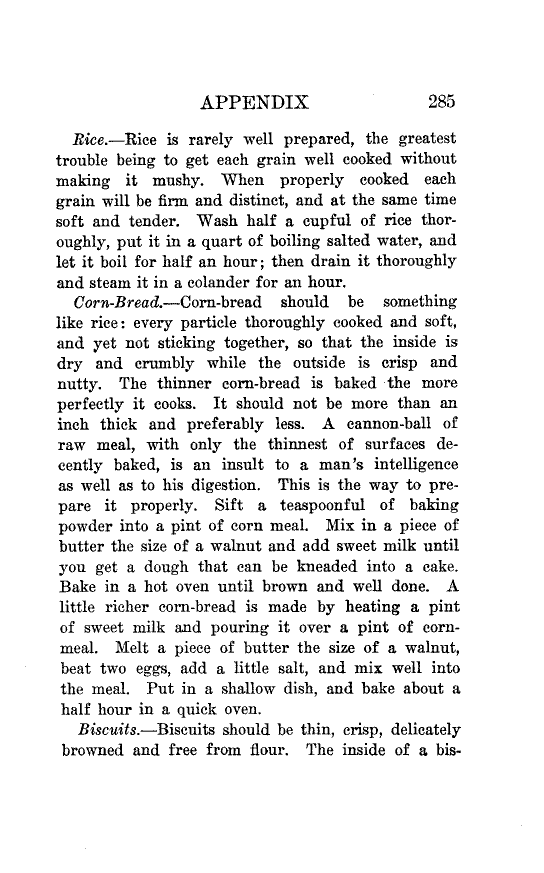 APPENDIX 285
Rice.—Rice is rarely well prepared, the greatest
trouble being to get each grain well cooked without
making it mushy. When properly cooked each
grain will be firm and distinct, and at the same time
soft and tender. Wash half a cupful of rice thor-
oughly, put it in a quart of boiling salted water, and
let it boil for half an hour; then drain it thoroughly
and steam it in a colander for an hour.
Corn-Bread.—Corn-bread should be something
like rice: every particle thoroughly cooked and soft,
and yet not sticking together, so that the inside is
dry and crumbly while the outside is crisp and
nutty. The thinner corn-bread is baked the more
perfectly it cooks. It should not be more than an
inch thick and preferably less. A cannon-ball of
raw meal, with only the thinnest of surfaces de-
cently baked, is an insult to a man's intelligence
as well as to his digestion. This is the way to pre-
pare it properly. Sift a teaspoonful of baking
powder into a pint of corn meal. Mix in a piece of
butter the size of a walnut and add sweet milk until
you get a dough that can be kneaded into a cake.
Bake in a hot oven until brown and well done. A
little richer corn-bread is made by heating a pint
of sweet milk and pouring it over a pint of corn-
meal. Melt a piece of butter the size of a walnut,
beat two eggs, add a little salt, and mix well into
the meal. Put in a shallow dish, and bake about a
half hour in a quick oven.
Biscuits.—Biscuits should be thin, crisp, delicately
browned and free from flour. The inside of a bis-